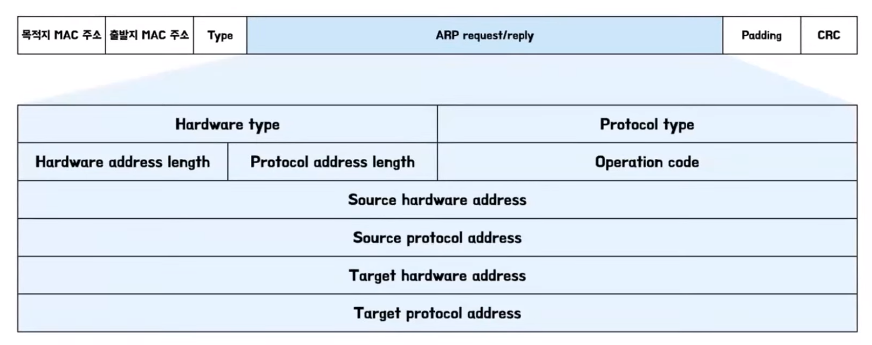 목적지 MAC 주소 출발지 MAC 주소 Type ARP request/reply Padding CRC
Hardware type Protocol type
Hardware address length Protocol address length Operation code
Source hardware address
Source protocol address
Target hardware address
Target protocol address